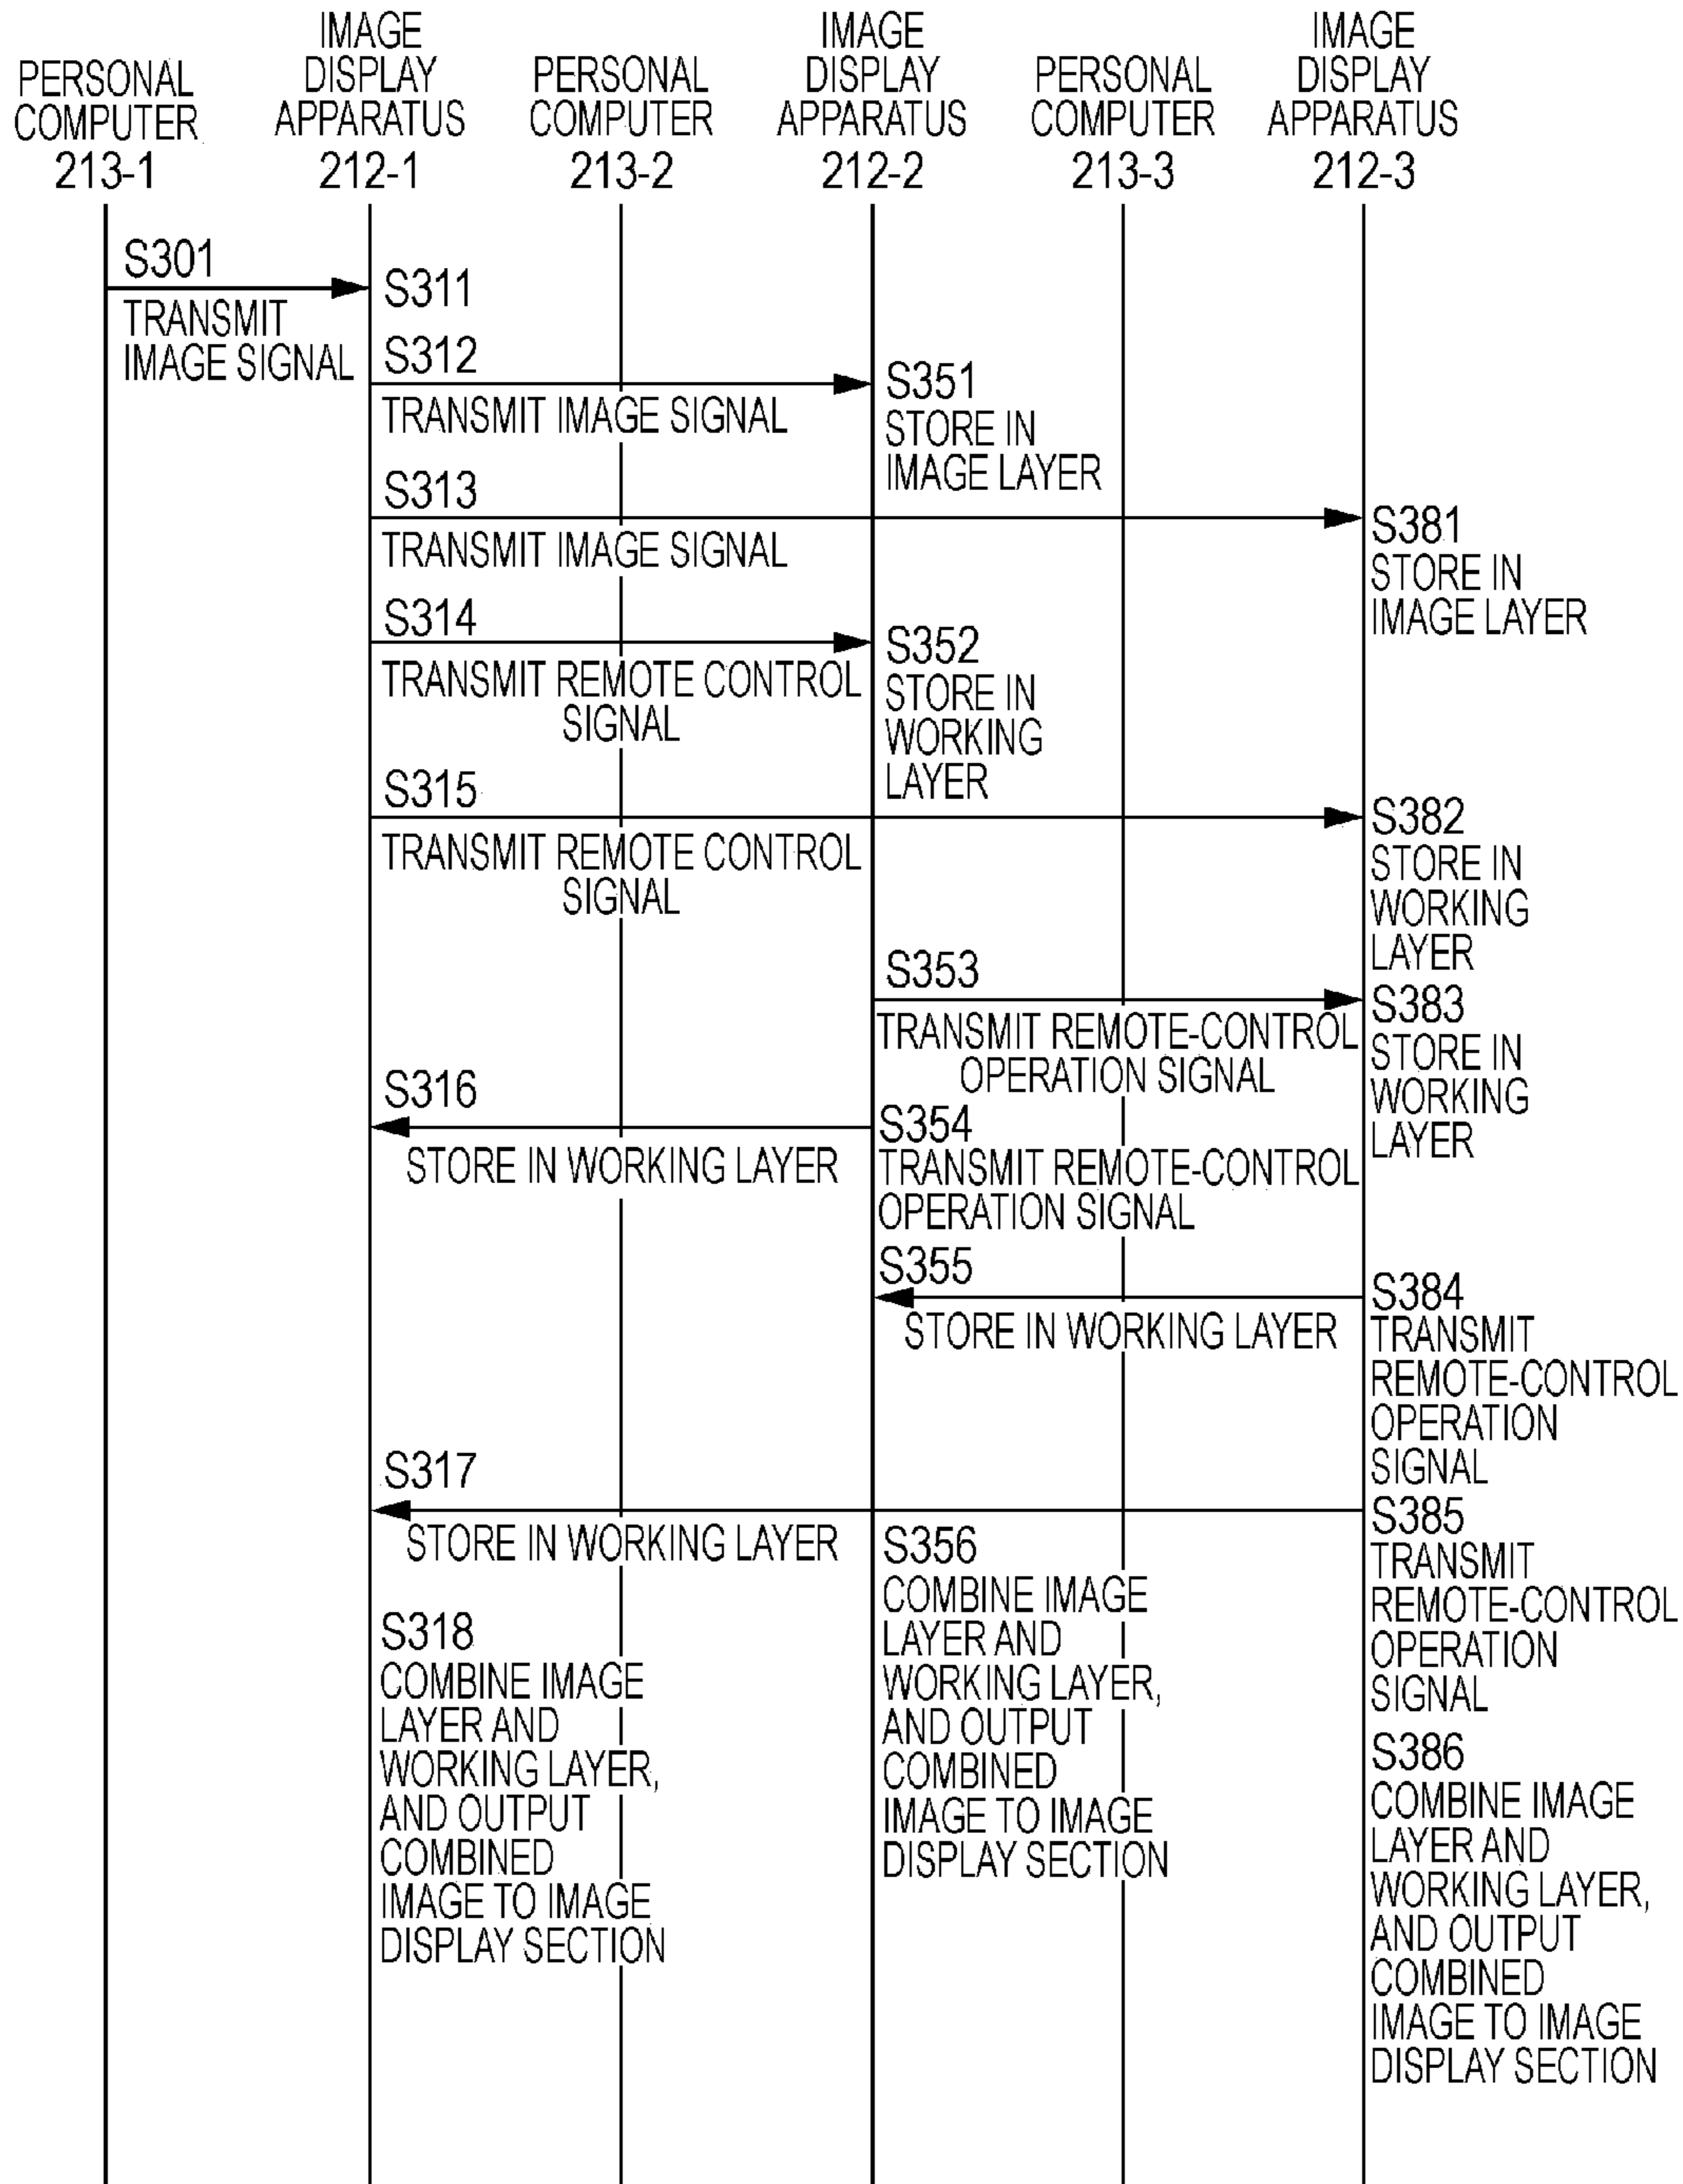 PERSONAL
COMPUTER
213-1
IMAGE
DISPLAY
APPARATUS
212-1
PERSONAL
COMPUTER
213-2
IMAGE
DISPLAY
APPARATUS
212-2
PERSONAL
COMPUTER
213-3
IMAGE
DISPLAY
APPARATUS
212-3
S301
TRANSMIT
IMAGE SIGNAL
S311
S312
TRANSMIT IMAGE SIGNAL
S351
STORE IN
IMAGE LAYER
S313
TRANSMIT IMAGE SIGNAL
S381
STORE IN
IMAGE LAYER
S314
TRANSMIT REMOTE CONTROL
SIGNAL
S352
STORE IN
WORKING
LAYER
S315
TRANSMIT REMOTE CONTROL
SIGNAL
S382
STORE IN
WORKING
LAYER
S353
TRANSMIT REMOTE-CONTROL
OPERATION SIGNAL
S383
STORE IN
WORKING
LAYER
S316
STORE IN WORKING LAYER
S354
TRANSMIT REMOTE-CONTROL
OPERATION SIGNAL
S355
STORE IN WORKING LAYER
S384
TRANSMIT
REMOTE-CONTROL
OPERATION
SIGNAL
S317
STORE IN WORKING LAYER
S385
TRANSMIT
REMOTE-CONTROL
OPERATION
SIGNAL
S356
COMBINE IMAGE
LAYER AND
WORKING LAYER,
AND OUTPUT
COMBINED
IMAGE TO IMAGE
DISPLAY SECTION
S318
COMBINE IMAGE
LAYER AND
WORKING LAYER,
AND OUTPUT
COMBINED
IMAGE TO IMAGE
DISPLAY SECTION
S386
COMBINE IMAGE
LAYER AND
WORKING LAYER,
AND OUTPUT
COMBINED
IMAGE TO IMAGE
DISPLAY SECTION